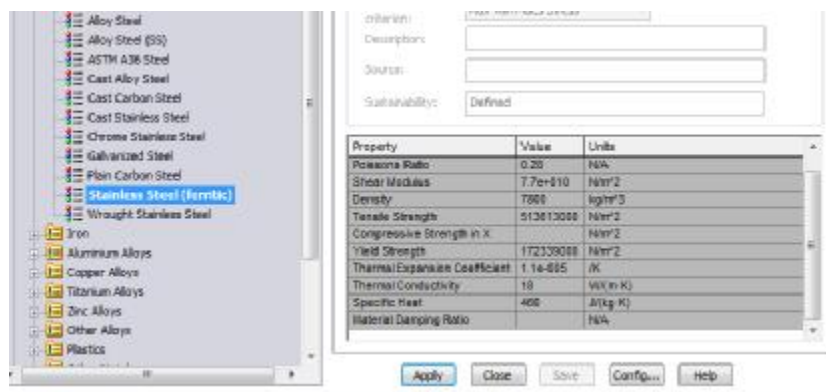 Alloy Steel
Alloy Steel (SS)
ASTM A36 Steel
Cast Alloy Steel
Cast Carbon Steel
Cast Stainless Steel
Chrome Stainless Steel
Galvanized Steel
Plain Carbon Steel
Stainless Steel (ferritic)
Wrought Stainless Steel
Iron
Aluminium Alloys
Copper Alloys
Titanium Alloys
Zinc Alloys
Other Alloys
Plastics
criterion:
Description:
Source:
Sustainability: Defined
Property Value Units
Poissons Ratio 0.28 N/A
Shear Modulus 7.7e+010 N/m^2
Density 7800 kg/m^3
Tensile Strength 513613000 N/m^2
Compressive Strength in X N/m^2
Yield Strength 172339000 N/m^2
Thermal Expansion Coefficient 1.1e-005 /K
Thermal Conductivity 18 W/(m·K)
Specific Heat 460 J/(kg·K)
Material Damping Ratio N/A
Apply Close Save Config... Help